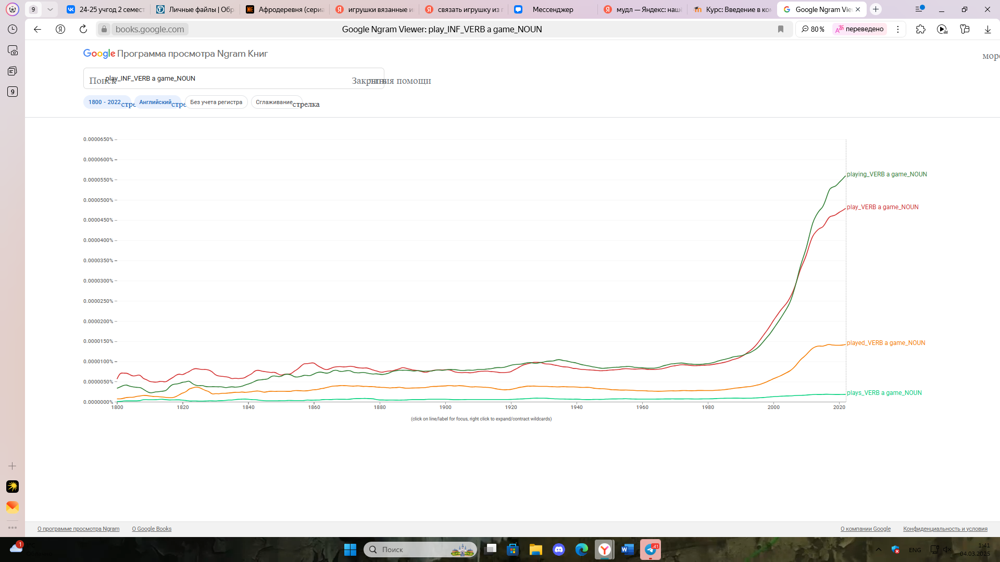 9
24-25 учгод 2 семест
Личные файлы | Обр
Афродеревня (сериа
игрушки вязанные и
связать игрушку из п
Мессенджер
мудл — Яндекс: наше
Курс: Введение в ком
Google Ngram Vie
books.google.com
Google Ngram Viewer: play_INF_VERB a game_NOUN
80 %
переведено
9
Google Программа просмотра Ngram Книг
море
Поиск
play_INF_VERB a game_NOUN
помощи
1800 - 2022
стре
Английский
стре
Без учета регистра
Сглаживание
стрелка
0.0000650%
0.0000600%
0.0000550%
0.0000500%
0.0000450%
0.0000400%
0.0000350%
0.0000300%
0.0000250%
0.0000200%
0.0000150%
0.0000100%
0.0000050%
0.0000000%
playing_VERB a game_NOUN
play_VERB a game_NOUN
played_VERB a game_NOUN
plays_VERB a game_NOUN
1800 1820 1840 1860 1880 1900 1920 1940 1960 1980 2000 2020
(click on line/label for focus, right click to expand/contract wildcards)
О программе просмотра Ngram
О Google Books
О компании Google
Конфиденциальность и условия
1
Поиск
41
ENG
1:41
04.03.2025